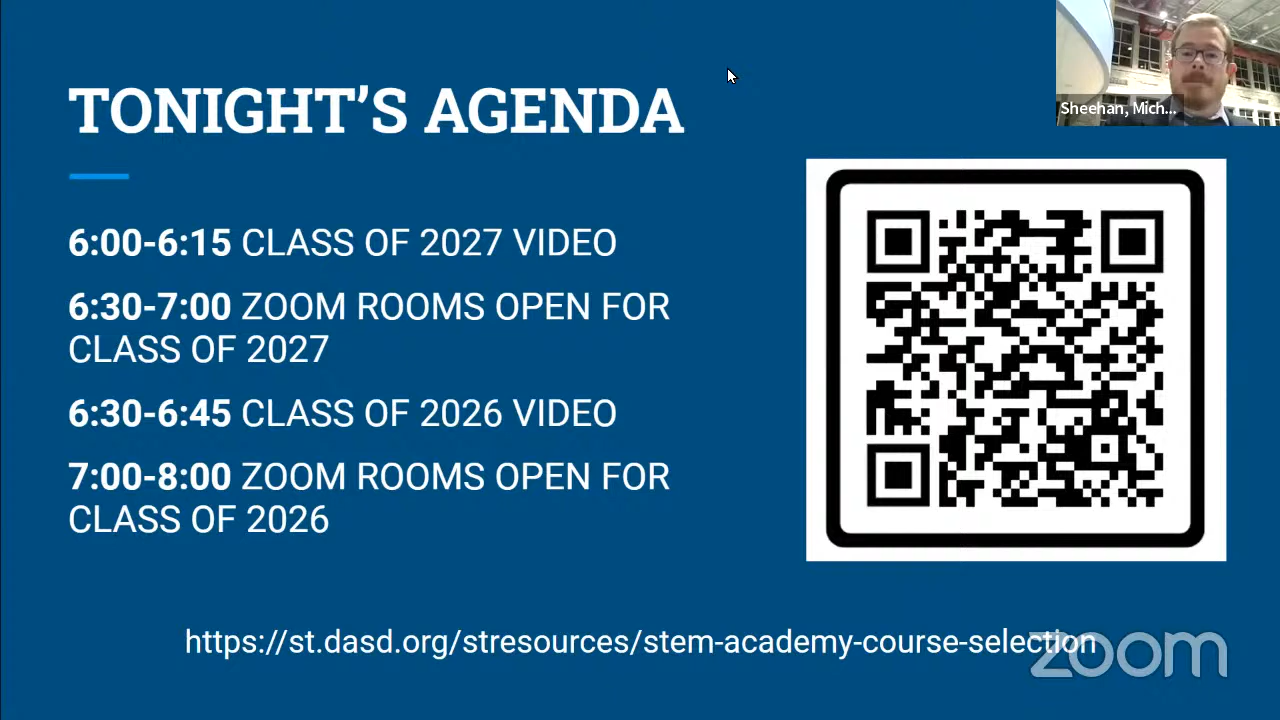 TONIGHT’S AGENDA
Sheehan, Mich...
6:00-6:15 CLASS OF 2027 VIDEO
6:30-7:00 ZOOM ROOMS OPEN FOR
CLASS OF 2027
6:30-6:45 CLASS OF 2026 VIDEO
7:00-8:00 ZOOM ROOMS OPEN FOR
CLASS OF 2026
https://st.dasd.org/stresources/stem-academy-course-selection
zoom